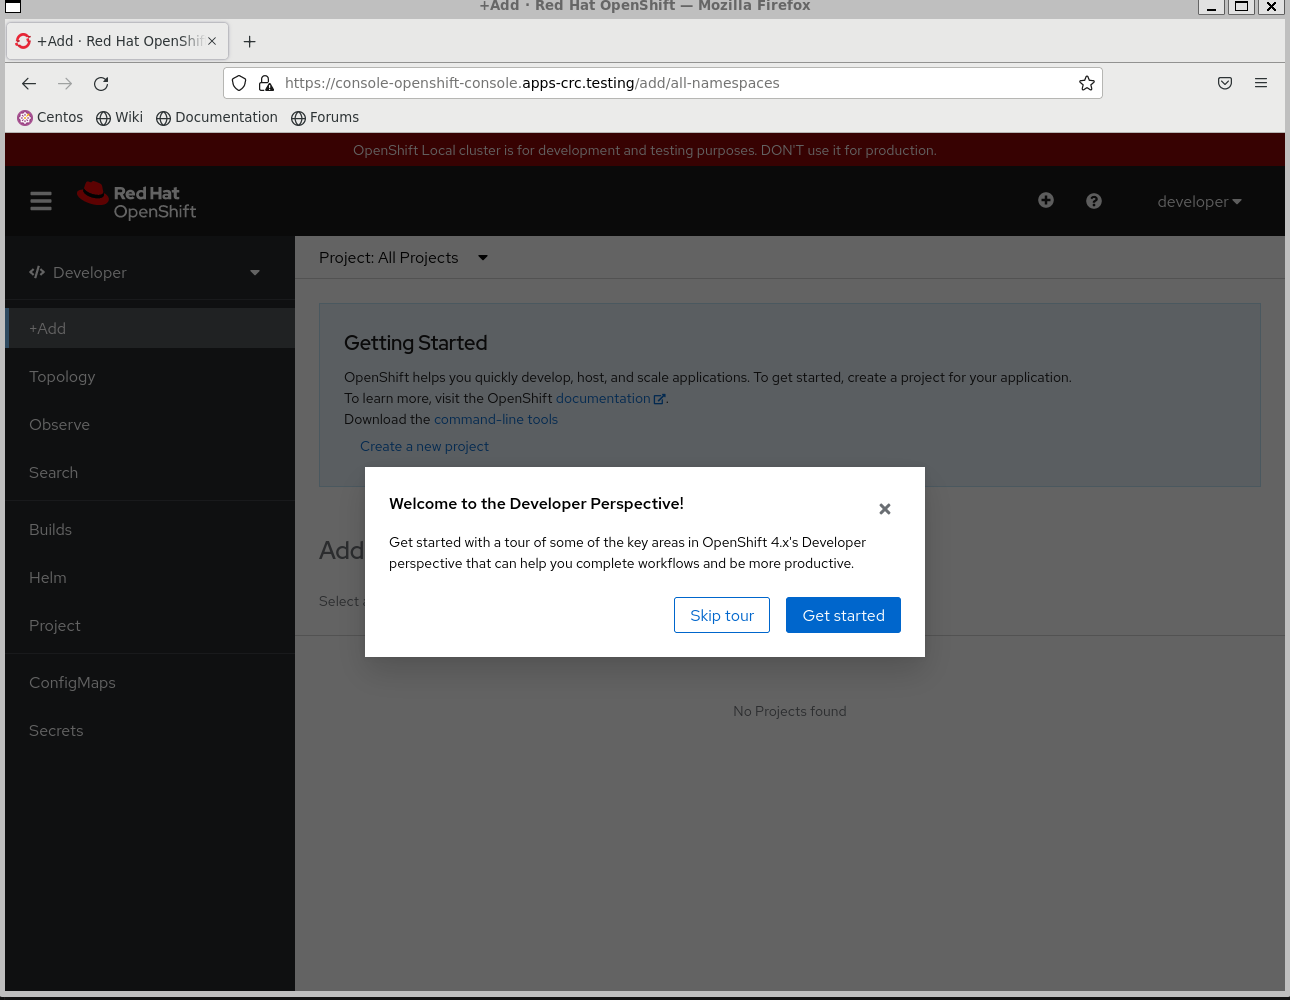 +Add · Red Hat OpenShift — Mozilla Firefox
+Add · Red Hat OpenShif
https://console-openshift-console.apps-crc.testing/add/all-namespaces
Centos Wiki Documentation Forums
OpenShift Local cluster is for development and testing purposes. DON'T use it for production.
Red Hat
OpenShift
developer
Developer
Project: All Projects
+Add
Topology
Observe
Search
Builds
Helm
Project
ConfigMaps
Secrets
Getting Started
OpenShift helps you quickly develop, host, and scale applications. To get started, create a project for your application.
To learn more, visit the OpenShift documentation.
Download the command-line tools
Create a new project
Add
Select
Welcome to the Developer Perspective!
Get started with a tour of some of the key areas in OpenShift 4.x's Developer
perspective that can help you complete workflows and be more productive.
Skip tour Get started
No Projects found